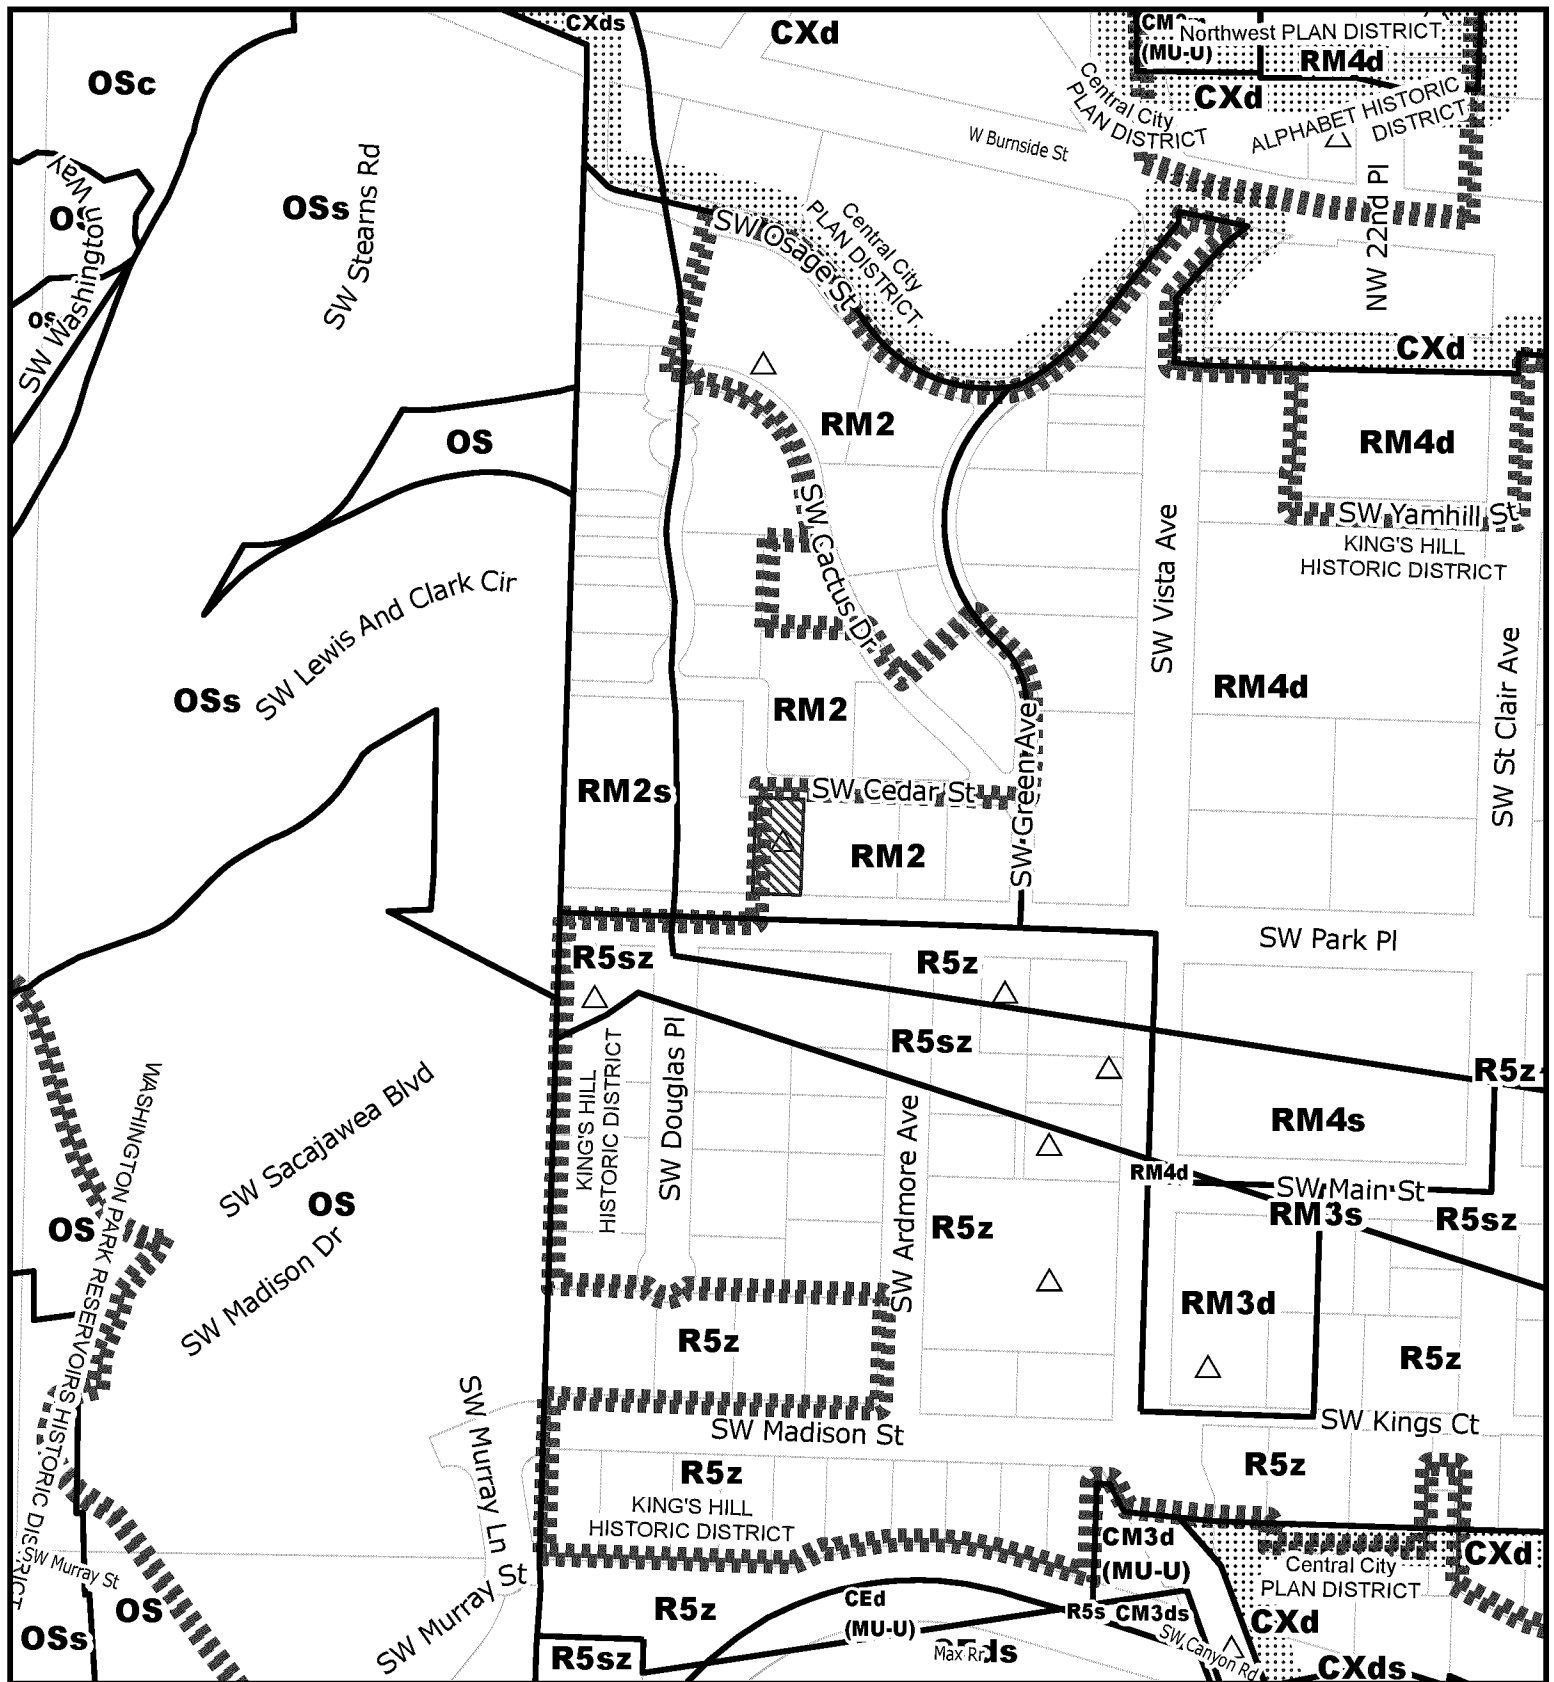 CXds
CXd
Northwest PLAN DISTRICT
(MU-U)
RM4d
OSc
CXd
Central City
PLAN DISTRICT
ALPHABET HISTORIC
DISTRICT
W Burnside St
SW Washington Way
OSs
SW Stearns Rd
NW 22nd Pl
SW Osage St
Central City
PLAN DISTRICT
OS
CXd
RM2
RM4d
OS
SW Yamhill St
KING'S HILL
HISTORIC DISTRICT
SW Cactus Dr
SW Vista Ave
SW Lewis And Clark Cir
OSs
RM4d
SW St Clair Ave
RM2
SW Green Ave
RM2s
SW Cedar St
RM2
SW Park Pl
R5sz
R5z
R5sz
R5z
KING'S HILL
HISTORIC DISTRICT
SW Douglas Pl
SW Ardmore Ave
RM4s
WASHINGTON PARK RESERVOIRS HISTORIC DISTRICT
SW Sacajawea Blvd
RM4d
SW Main St
OS
OS
R5z
RM3s
R5sz
SW Madison Dr
RM3d
R5z
R5z
SW Murray Ln St
SW Madison St
SW Kings Ct
R5z
R5z
KING'S HILL
HISTORIC DISTRICT
CM3d
(MU-U)
Central City
PLAN DISTRICT
CXd
SW Murray St
SW Murray St
OS
R5z
CEd
(MU-U)
R5s
CM3ds
CXd
OSs
R5sz
SW Canyon Rd
CXds